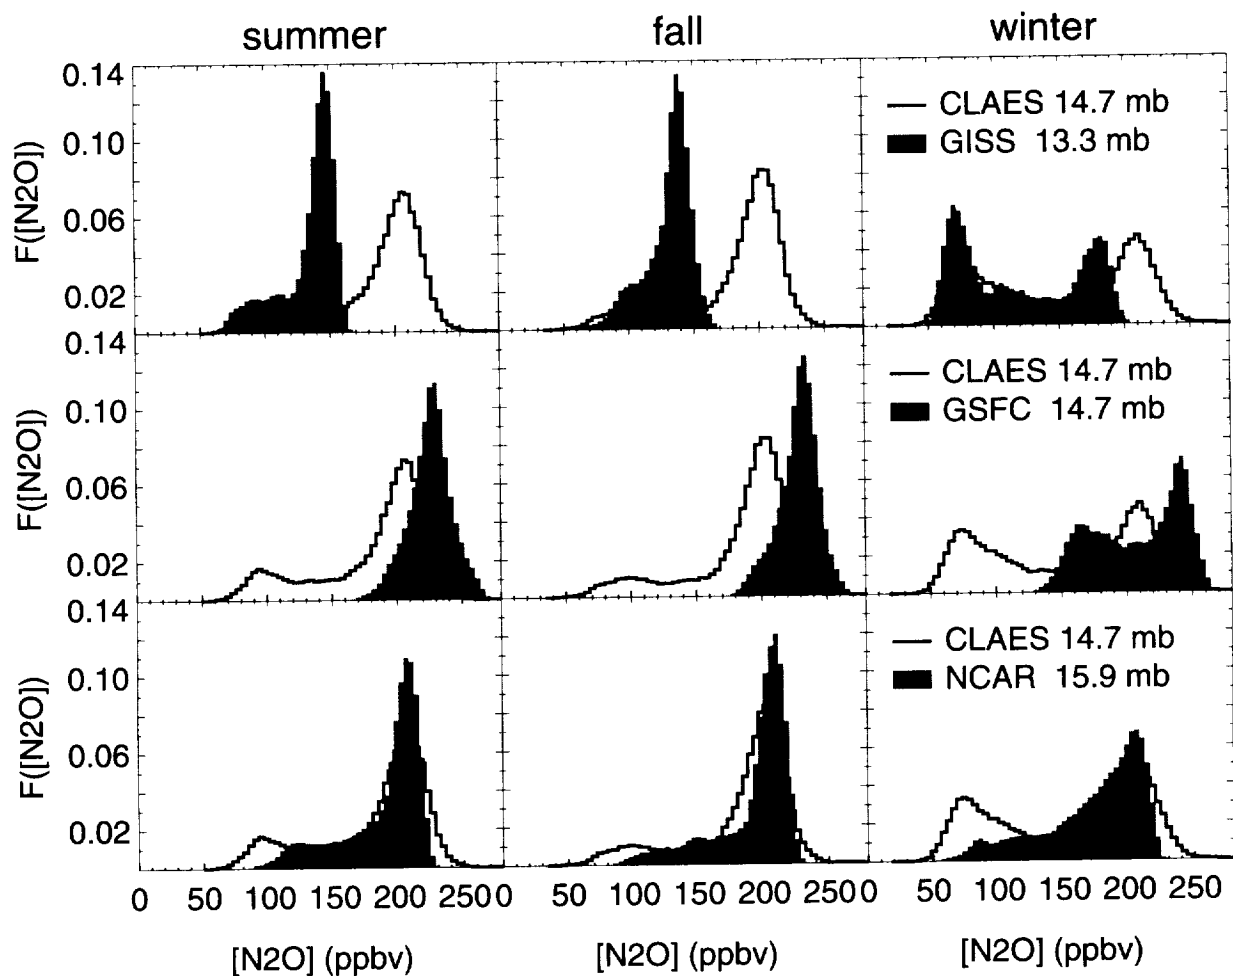 summer fall winter
0.14
CLAES 14.7 mb
GISS 13.3 mb
0.10
F([N2O])
0.06
0.02
0.14
CLAES 14.7 mb
GSFC 14.7 mb
0.10
F([N2O])
0.06
0.02
0.14
CLAES 14.7 mb
NCAR 15.9 mb
0.10
F([N2O])
0.06
0.02
0 50 100 150 200 250 0 50 100 150 200 250 0 50 100 150 200 250
[N2O] (ppbv) [N2O] (ppbv) [N2O] (ppbv)